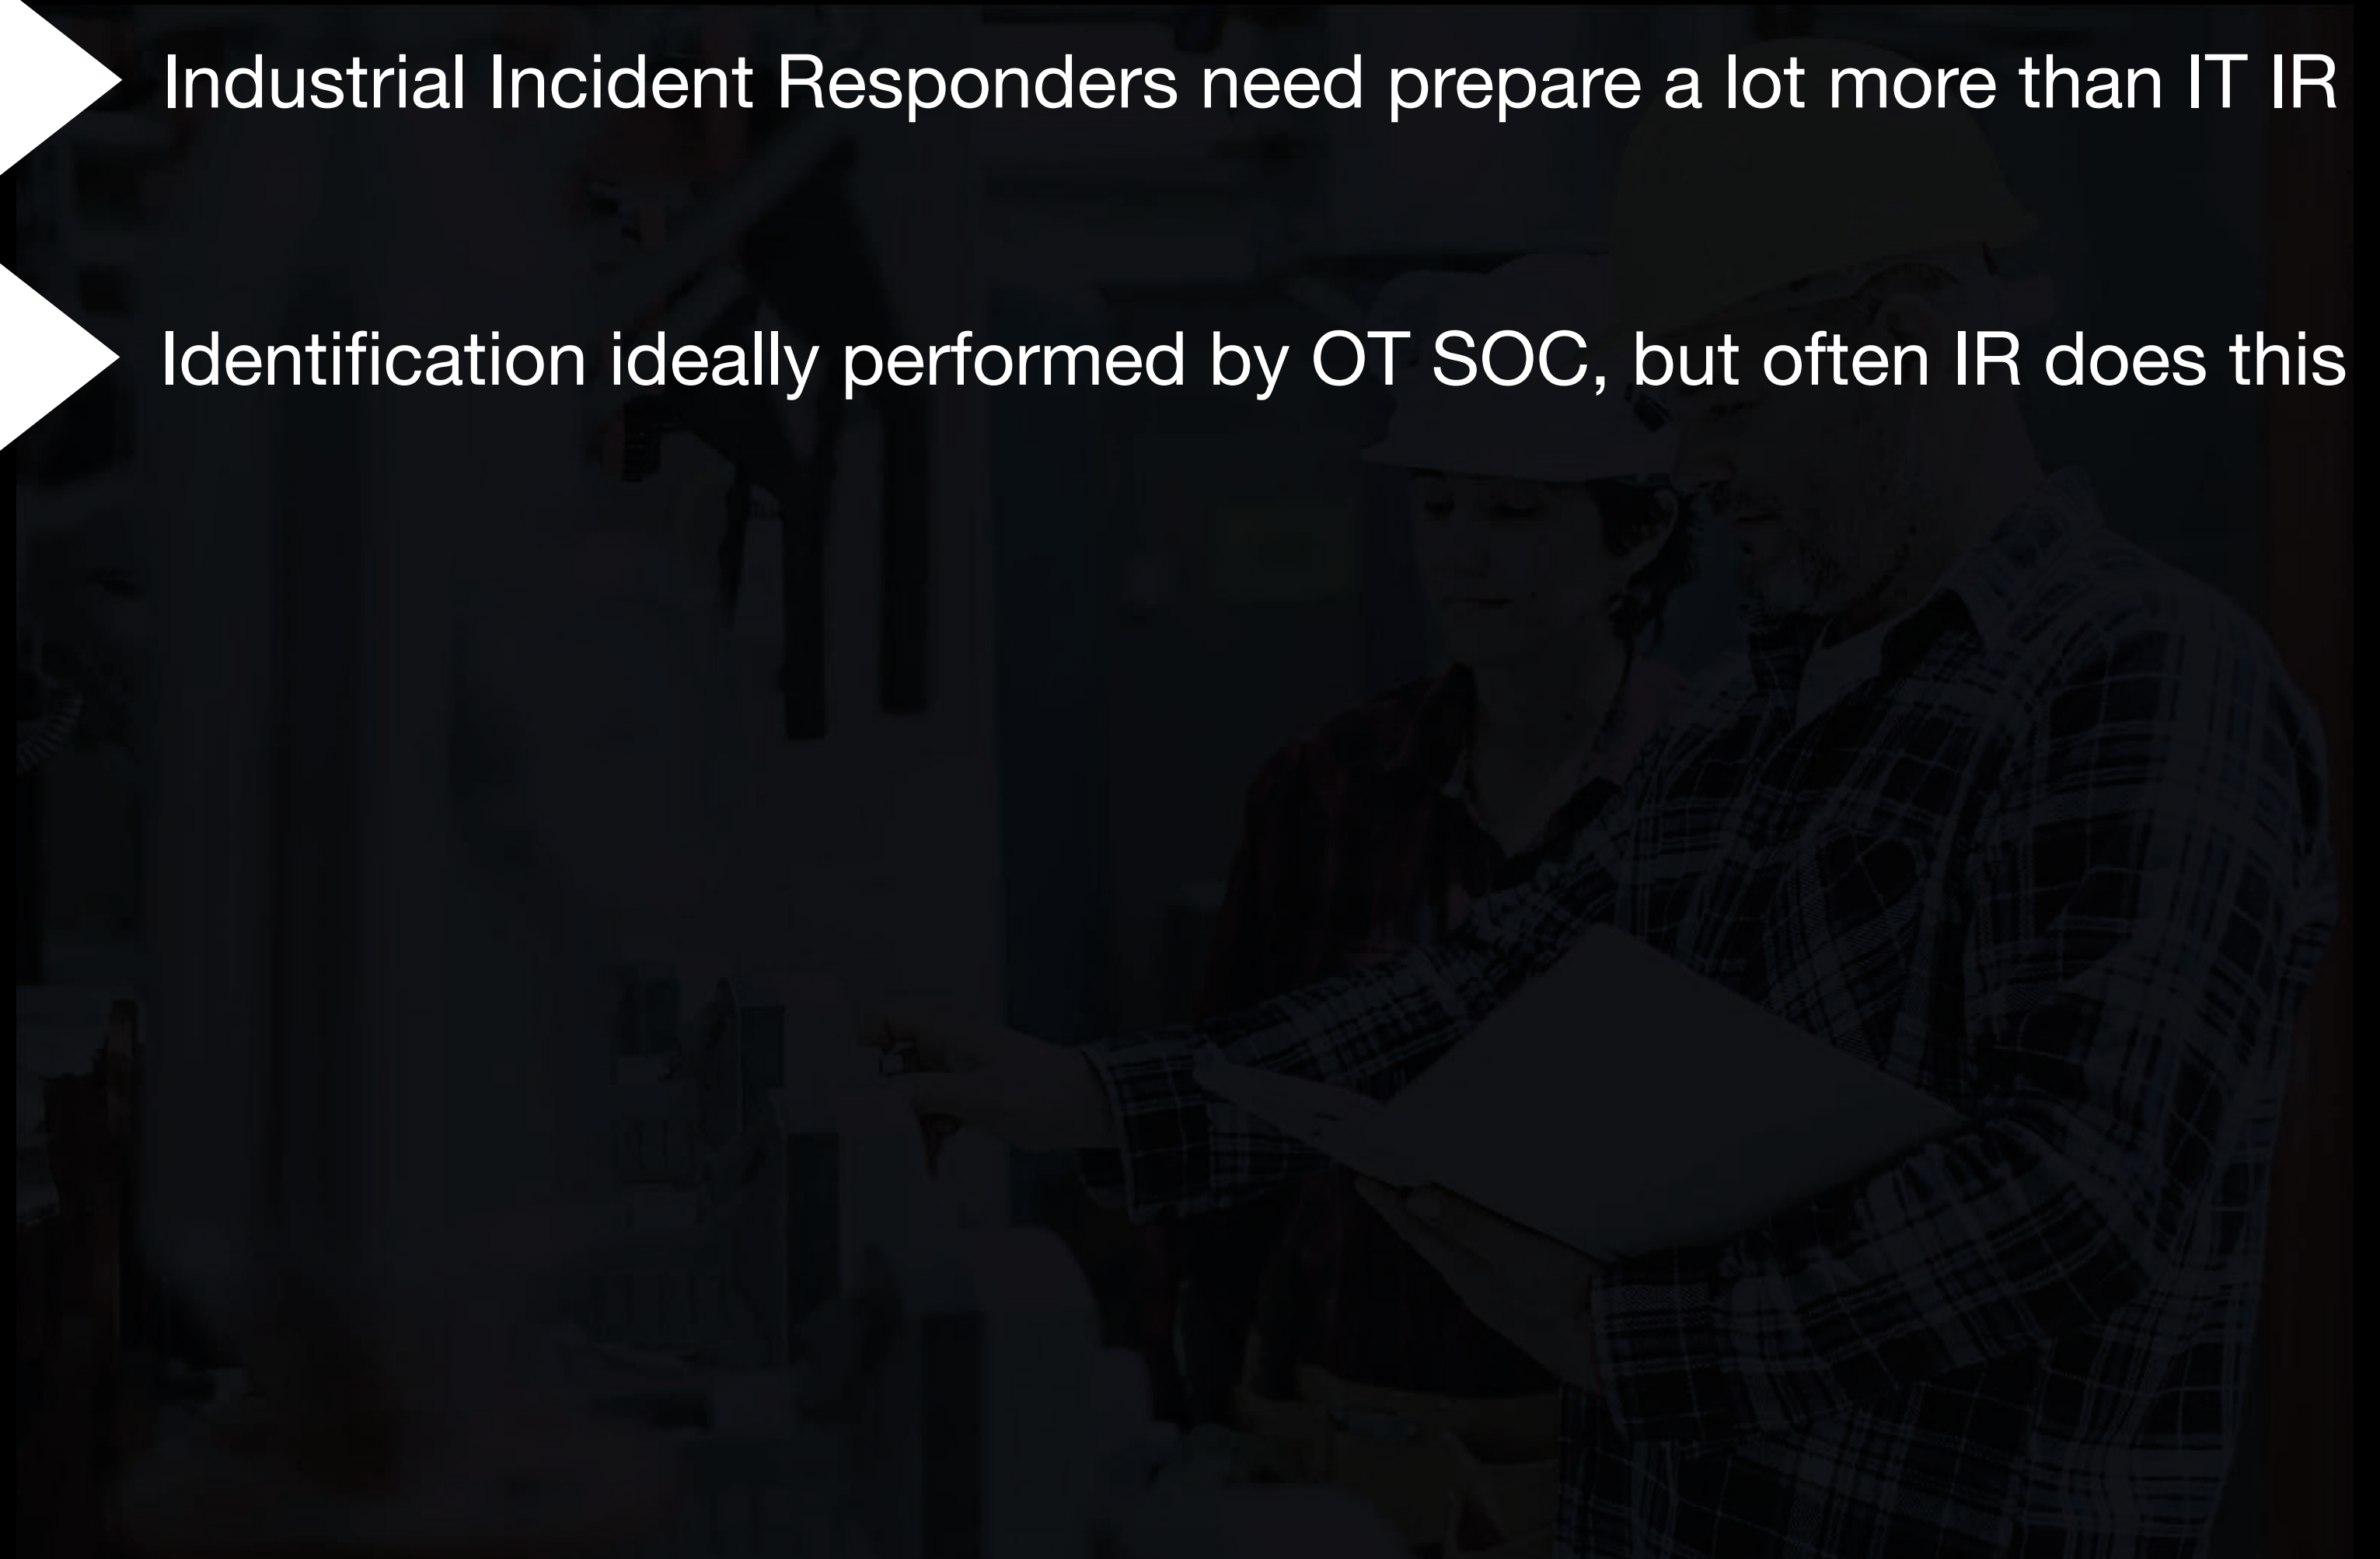 Industrial Incident Responders need prepare a lot more than IT IR
Identification ideally performed by OT SOC, but often IR does this